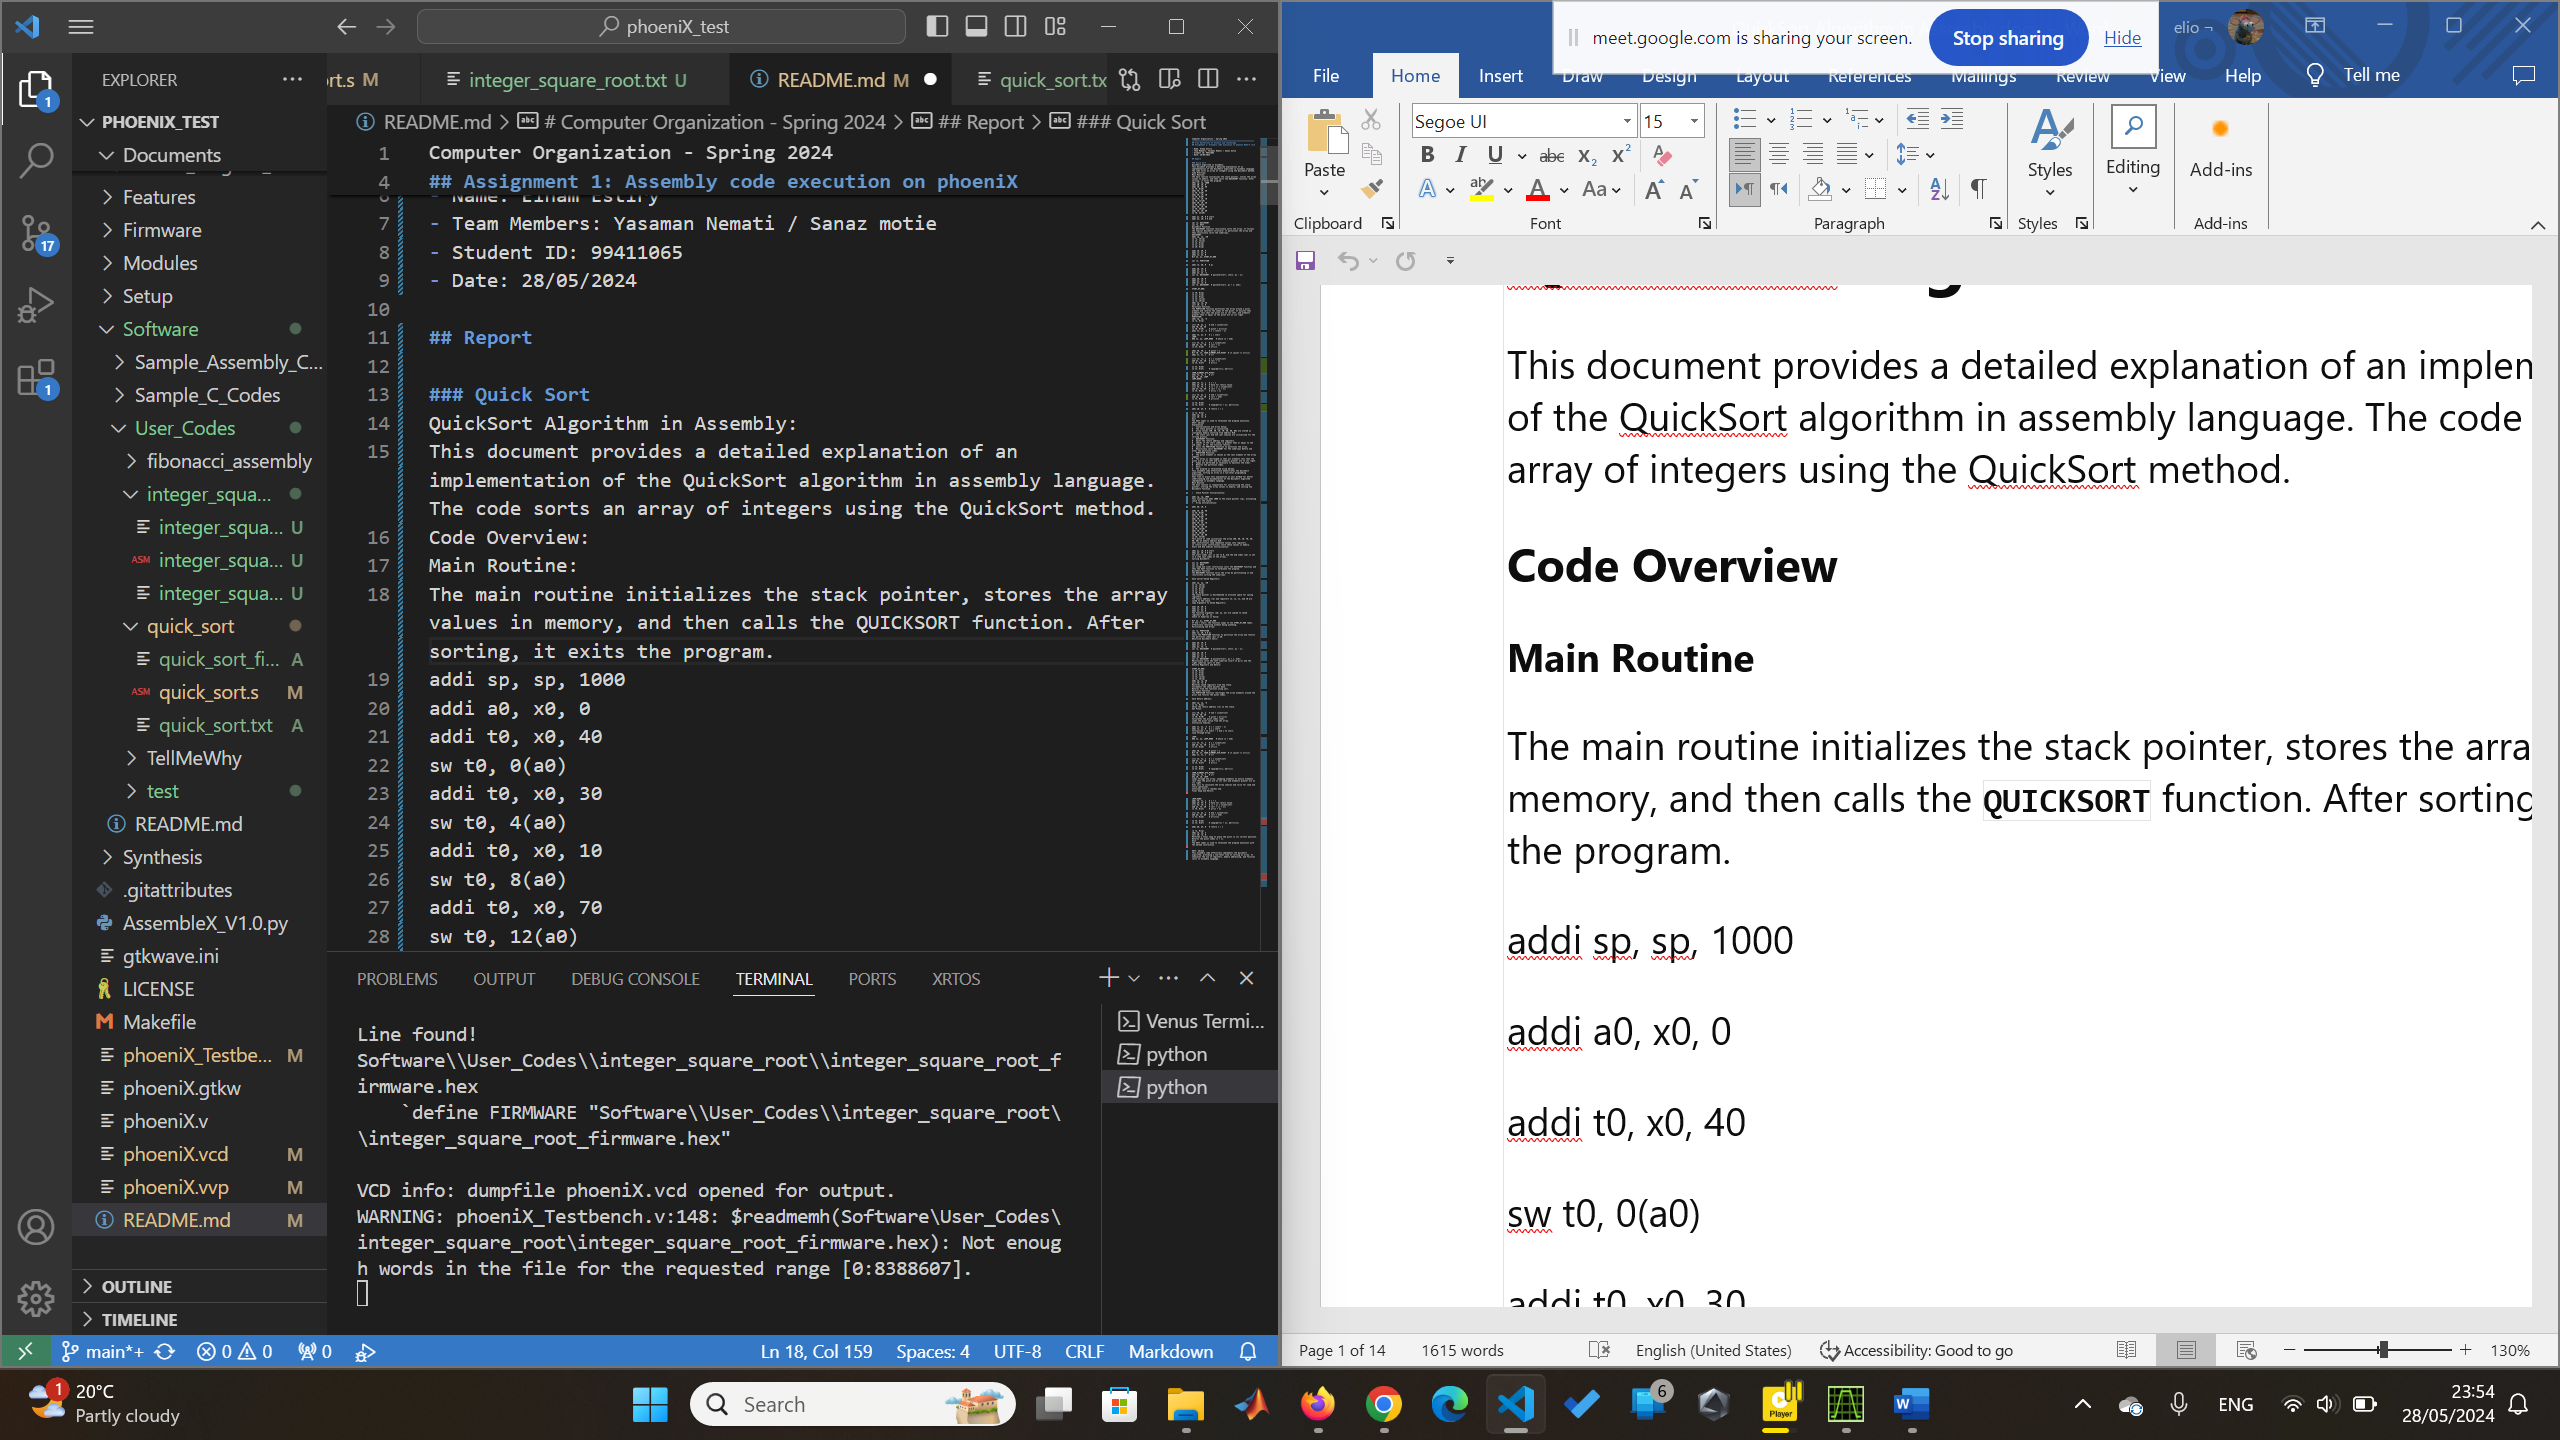 phoeniX_test
EXPLORER
rt.s M
integer_square_root.txt U
README.md M
quick_sort.tx
PHOENIX_TEST
Documents
Features
Firmware
Modules
Setup
Software
Sample_Assembly_C...
Sample_C_Codes
User_Codes
fibonacci_assembly
integer_squa...
integer_squa... U
ASM integer_squa... U
integer_squa... U
quick_sort
quick_sort_fi... A
ASM quick_sort.s M
quick_sort.txt A
TellMeWhy
test
README.md
Synthesis
.gitattributes
AssembleX_V1.0.py
gtkwave.ini
LICENSE
Makefile
phoeniX_Testbe... M
phoeniX.gtkw
phoeniX.v
phoeniX.vcd M
phoeniX.vvp M
README.md M
OUTLINE
TIMELINE
1
17
1
README.md > # Computer Organization - Spring 2024 > ## Report > ### Quick Sort
1 Computer Organization - Spring 2024
4 ## Assignment 1: Assembly code execution on phoeniX
6 - Name: Elham Estiry
7 - Team Members: Yasaman Nemati / Sanaz motie
8 - Student ID: 99411065
9 - Date: 28/05/2024
10
11 ## Report
12
13 ### Quick Sort
14 QuickSort Algorithm in Assembly:
15 This document provides a detailed explanation of an
implementation of the QuickSort algorithm in assembly language.
The code sorts an array of integers using the QuickSort method.
16 Code Overview:
17 Main Routine:
18 The main routine initializes the stack pointer, stores the array
values in memory, and then calls the QUICKSORT function. After
sorting, it exits the program.
19 addi sp, sp, 1000
20 addi a0, x0, 0
21 addi t0, x0, 40
22 sw t0, 0(a0)
23 addi t0, x0, 30
24 sw t0, 4(a0)
25 addi t0, x0, 10
26 sw t0, 8(a0)
27 addi t0, x0, 70
28 sw t0, 12(a0)
PROBLEMS OUTPUT DEBUG CONSOLE TERMINAL PORTS XRTOS
Line found!
Software\\User_Codes\\integer_square_root\\integer_square_root_f
irmware.hex
`define FIRMWARE "Software\\User_Codes\\integer_square_root\
\integer_square_root_firmware.hex"
VCD info: dumpfile phoeniX.vcd opened for output.
WARNING: phoeniX_Testbench.v:148: $readmemh(Software\User_Codes\
integer_square_root\integer_square_root_firmware.hex): Not enoug
h words in the file for the requested range [0:8388607].
Venus Termi...
python
python
main*+ 0 0 0 Ln 18, Col 159 Spaces: 4 UTF-8 CRLF Markdown
meet.google.com is sharing your screen. Stop sharing Hide
elio ¬
File Home Insert Draw Design Layout References Mailings Review View Help Tell me
Paste
Clipboard
Segoe UI 15
Font
Paragraph
Styles
Styles
Editing
Add-ins
Add-ins
This document provides a detailed explanation of an implem
of the QuickSort algorithm in assembly language. The code
array of integers using the QuickSort method.
Code Overview
Main Routine
The main routine initializes the stack pointer, stores the arra
memory, and then calls the QUICKSORT function. After sorting
the program.
addi sp, sp, 1000
addi a0, x0, 0
addi t0, x0, 40
sw t0, 0(a0)
addi t0, x0, 30
Page 1 of 14 1615 words English (United States) Accessibility: Good to go 130%
1
20°C
Partly cloudy
Search
6
Player
ENG
23:54
28/05/2024